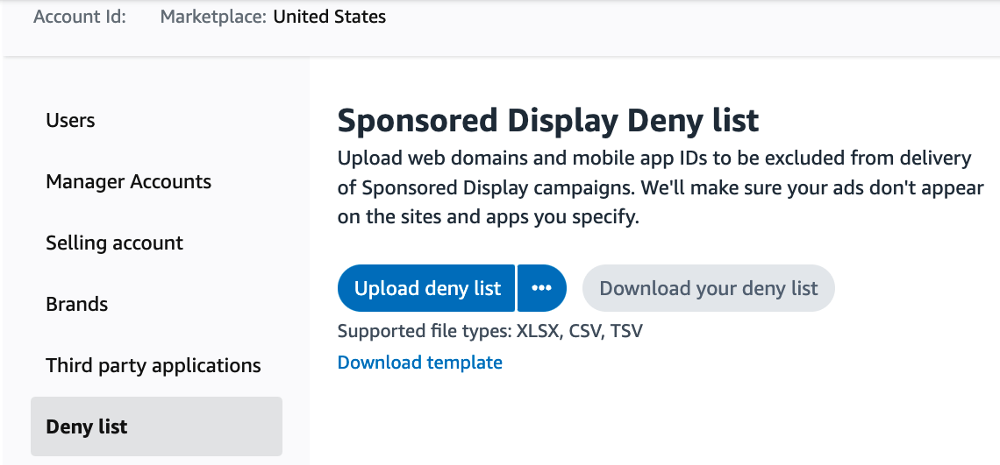 Account Id: Marketplace: United States
Users
Manager Accounts
Selling account
Brands
Third party applications
Deny list
Sponsored Display Deny list
Upload web domains and mobile app IDs to be excluded from delivery
of Sponsored Display campaigns. We'll make sure your ads don't appear
on the sites and apps you specify.
Upload deny list ••• Download your deny list
Supported file types: XLSX, CSV, TSV
Download template